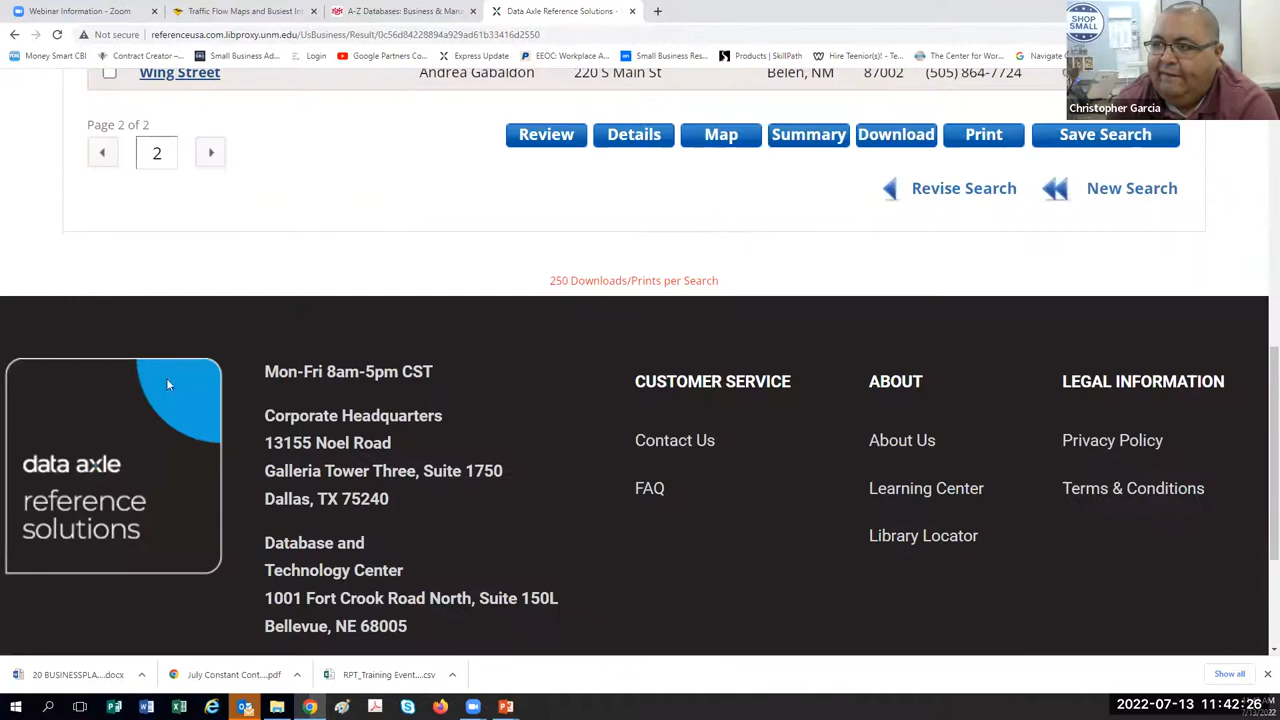 Webinar Information - Zoom
Traffic Flow Maps and Busiest Int
A-Z Databases: Business & Mana
Data Axle Reference Solutions -
Not secure
referenceusa.com.libproxy.unm.edu/UsBusiness/Result/
84228894a929ad61b33416d2550
Money Smart CBI
Contract Creator -...
Small Business Ad...
Login
Google Partners Co...
Express Update
EEOC: Workplace A...
Small Business Res...
Products | SkillPath
Hire Teenior(s)! - Te...
The Center for Wor...
Navigate
SHOP
SMALL
Christopher Garcia
Wing Street
Andrea Gabaldon
220 S Main St
Belen, NM
87002
(505) 864-7724
Page 2 of 2
2
Review
Details
Map
Summary
Download
Print
Save Search
Revise Search
New Search
250 Downloads/Prints per Search
data axle
reference
solutions
Mon-Fri 8am-5pm CST
Corporate Headquarters
13155 Noel Road
Galleria Tower Three, Suite 1750
Dallas, TX 75240
Database and
Technology Center
1001 Fort Crook Road North, Suite 150L
Bellevue, NE 68005
CUSTOMER SERVICE
Contact Us
FAQ
ABOUT
About Us
Learning Center
Library Locator
LEGAL INFORMATION
Privacy Policy
Terms & Conditions
20 BUSINESSPLA....docx
July Constant Cont....pdf
RPT_Training Event....csv
Show all
2022-07-13 11:42:26